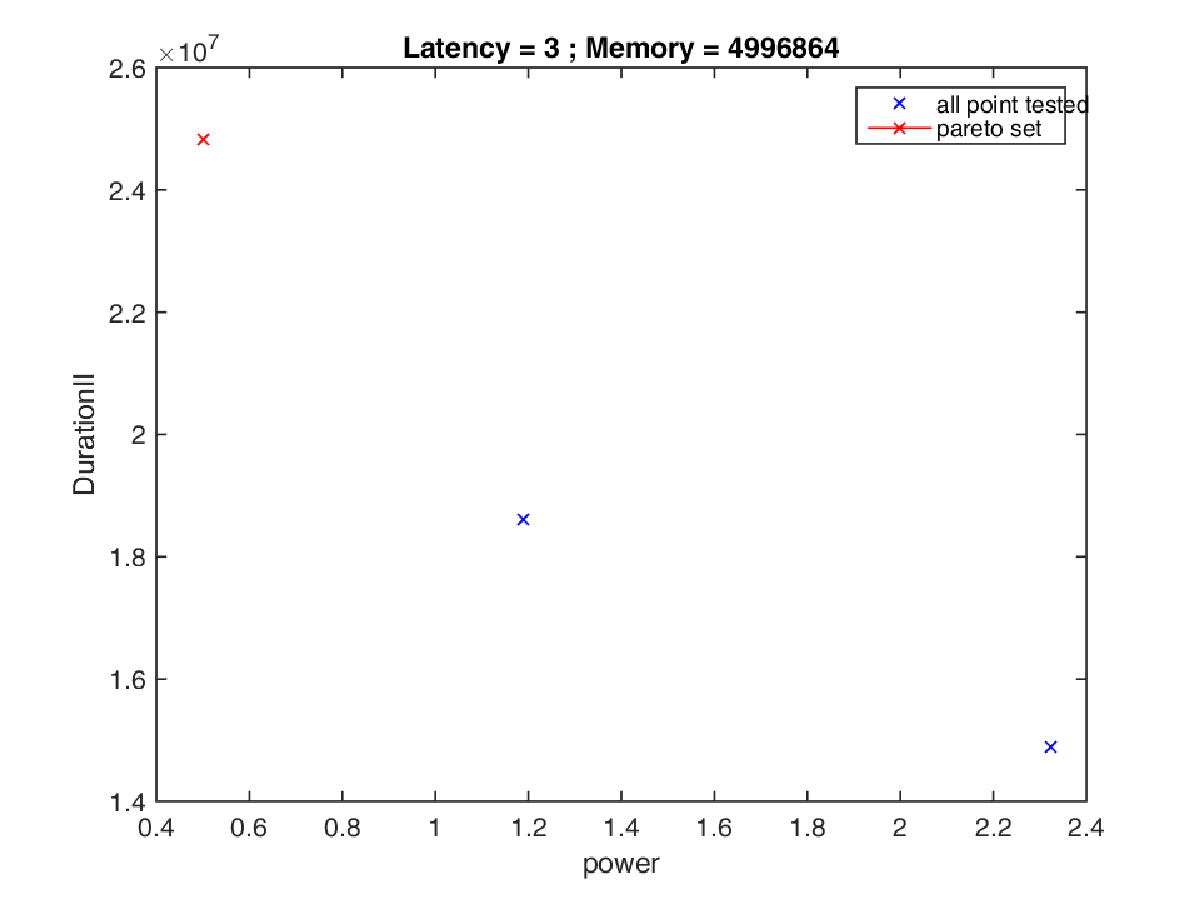 Latency = 3 ; Memory = 4996864
×10^7
2.6
2.4
2.2
2
1.8
1.6
1.4
DurationII
all point tested
pareto set
0.4 0.6 0.8 1 1.2 1.4 1.6 1.8 2 2.2 2.4
power